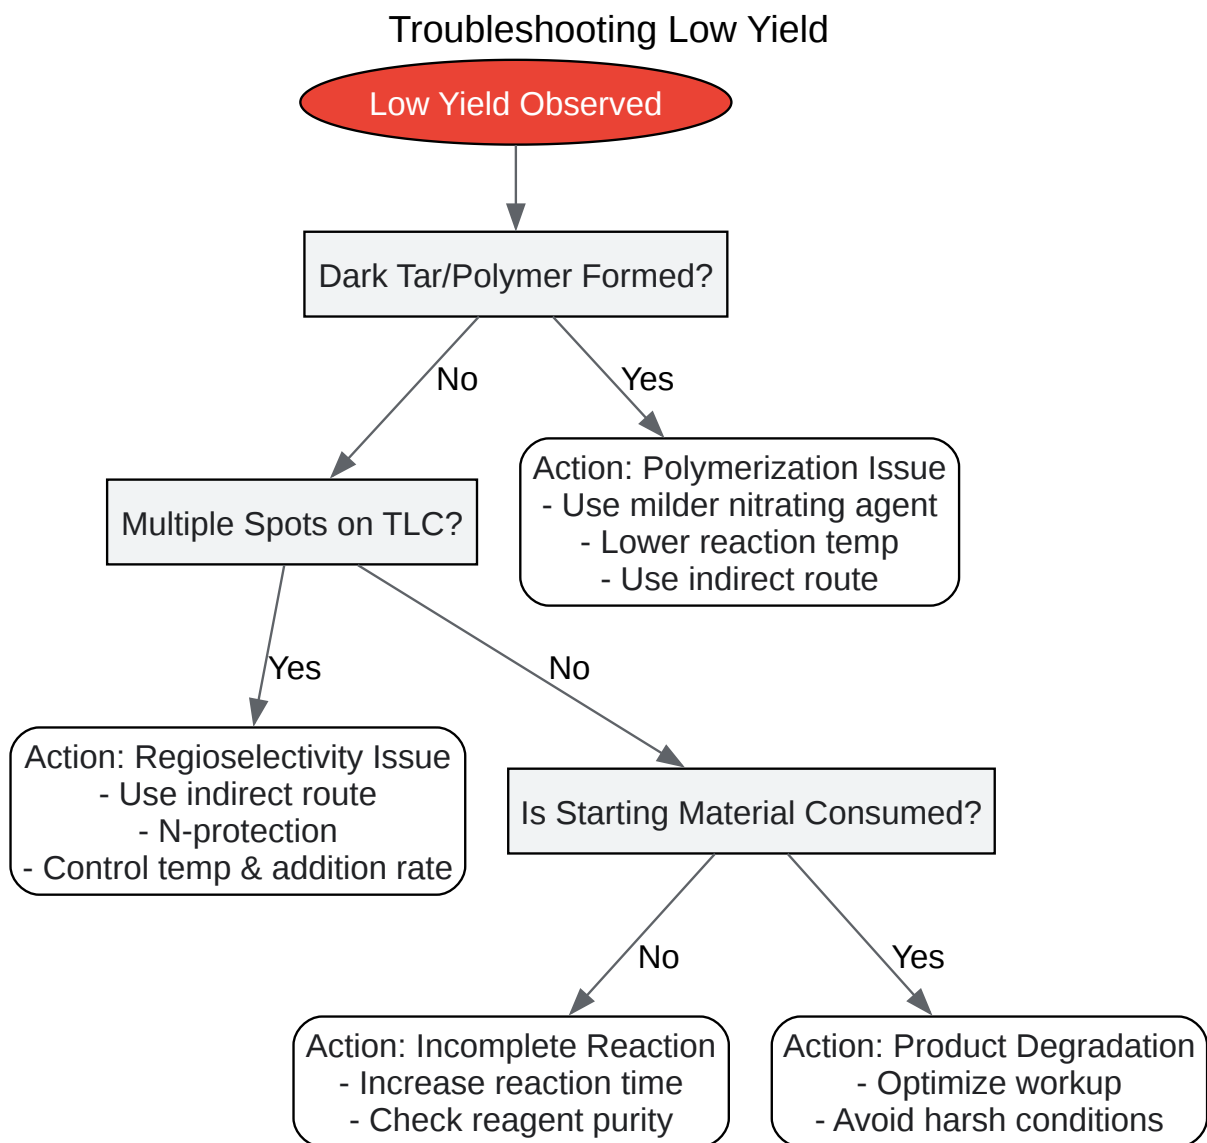 Troubleshooting Low Yield
Low Yield Observed
Dark Tar/Polymer Formed?
No
Yes
Action: Polymerization Issue
- Use milder nitrating agent
- Lower reaction temp
- Use indirect route
Multiple Spots on TLC?
Yes
No
Action: Regioselectivity Issue
- Use indirect route
- N-protection
- Control temp & addition rate
Is Starting Material Consumed?
No
Yes
Action: Incomplete Reaction
- Increase reaction time
- Check reagent purity
Action: Product Degradation
- Optimize workup
- Avoid harsh conditions